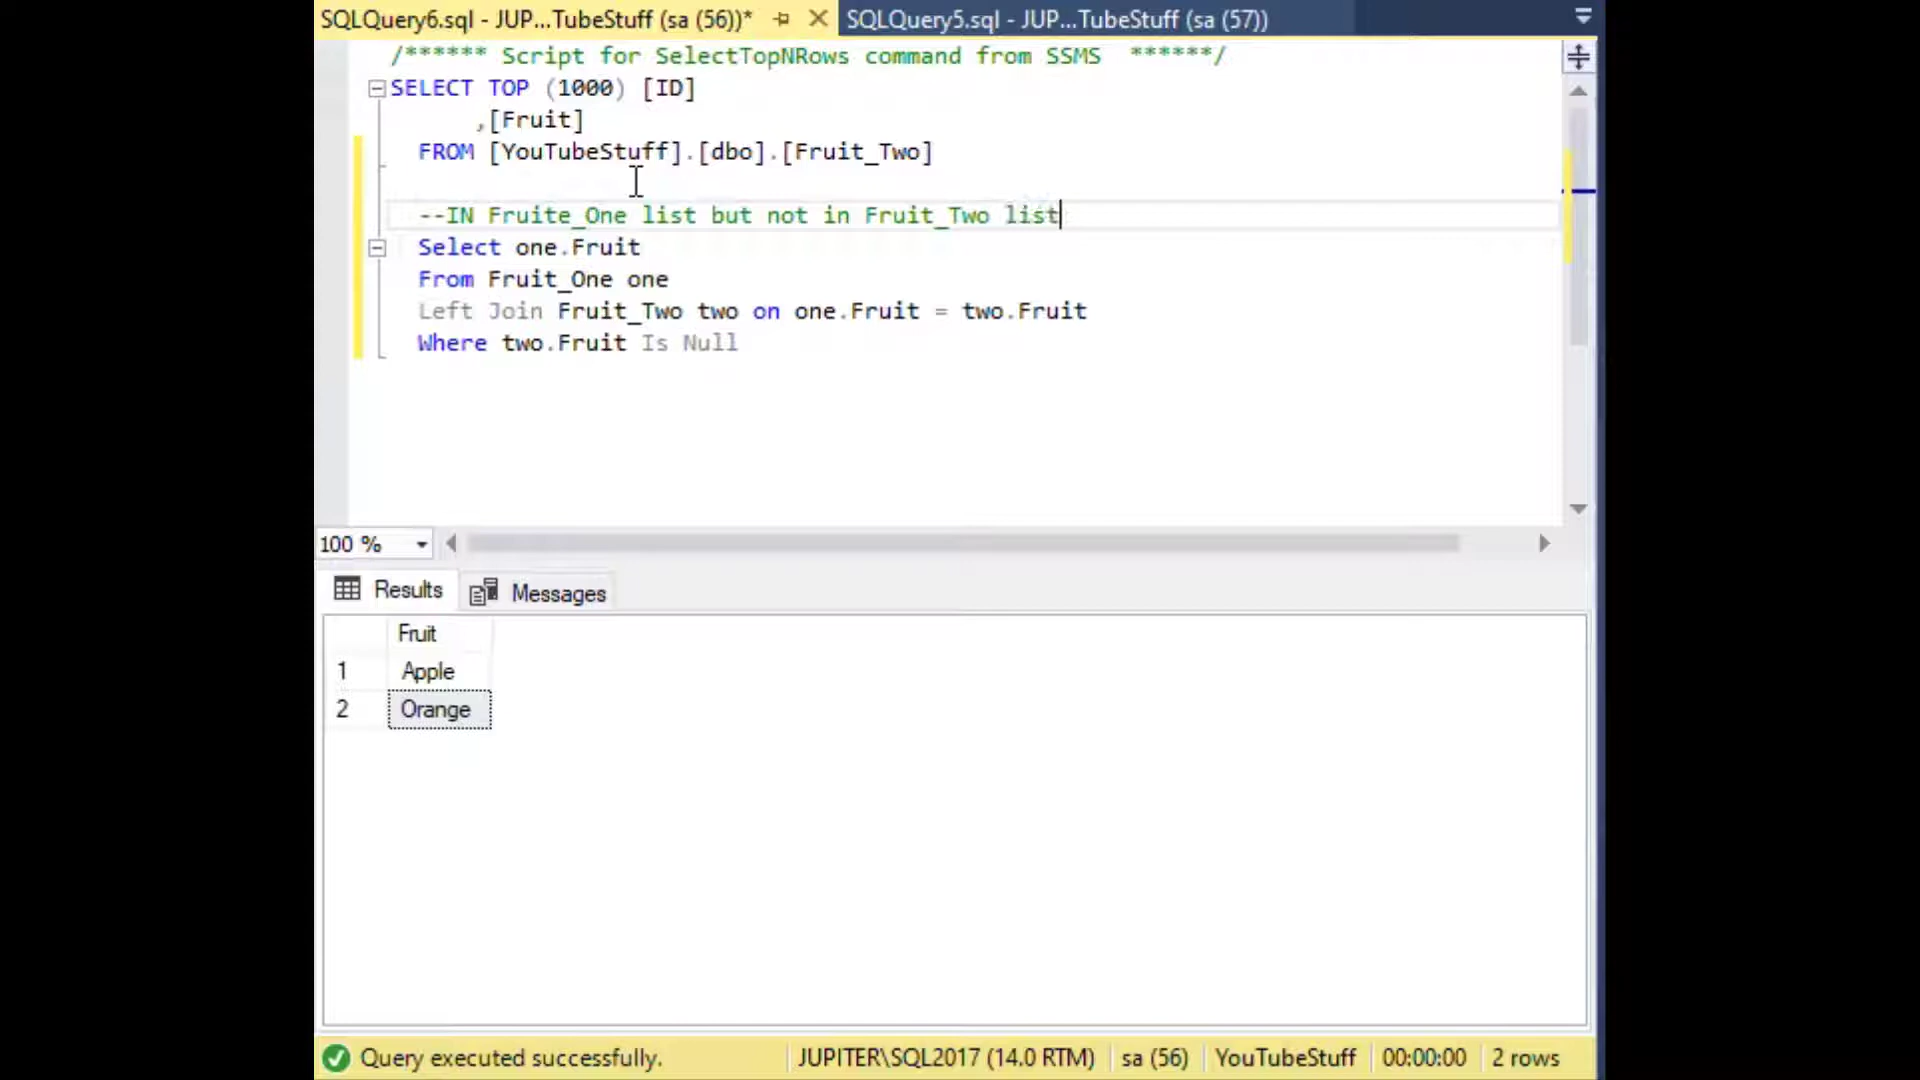 SQLQuery6.sql - JUP...TubeStuff (sa (56))* SQLQuery5.sql - JUP...TubeStuff (sa (57))
/****** Script for SelectTopNRows command from SSMS ******/
SELECT TOP (1000) [ID]
,[Fruit]
FROM [YouTubeStuff].[dbo].[Fruit_Two]
--IN Fruite_One list but not in Fruit_Two list
Select one.Fruit
From Fruit_One one
Left Join Fruit_Two two on one.Fruit = two.Fruit
Where two.Fruit Is Null
100 %
Results Messages
Fruit
1 Apple
2 Orange
Query executed successfully. JUPITER\SQL2017 (14.0 RTM) sa (56) YouTubeStuff 00:00:00 2 rows